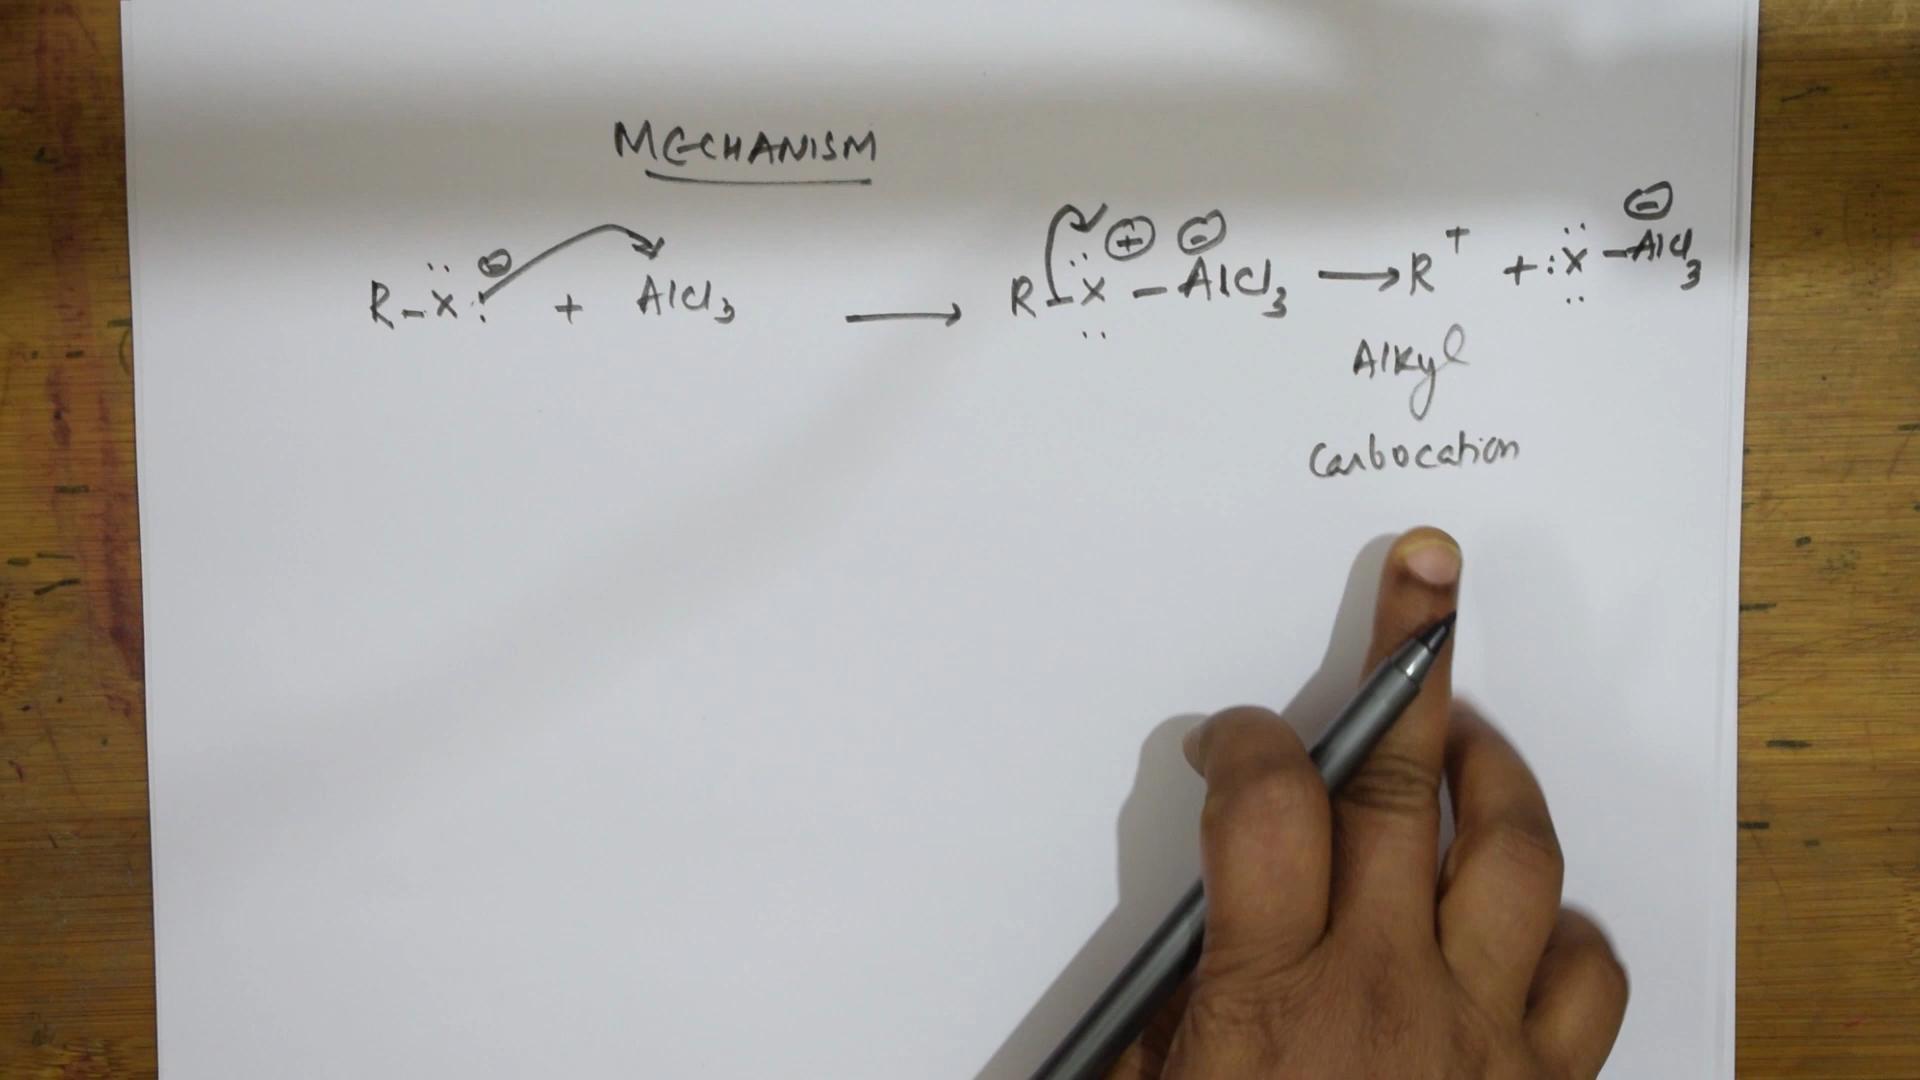 MECHANISM
R-X: ⊖ + AlCl3 ⟶ R-X⊕-AlCl3⊖ ⟶ R+ + :X-AlCl3⊖
Alkyl
Carbocation